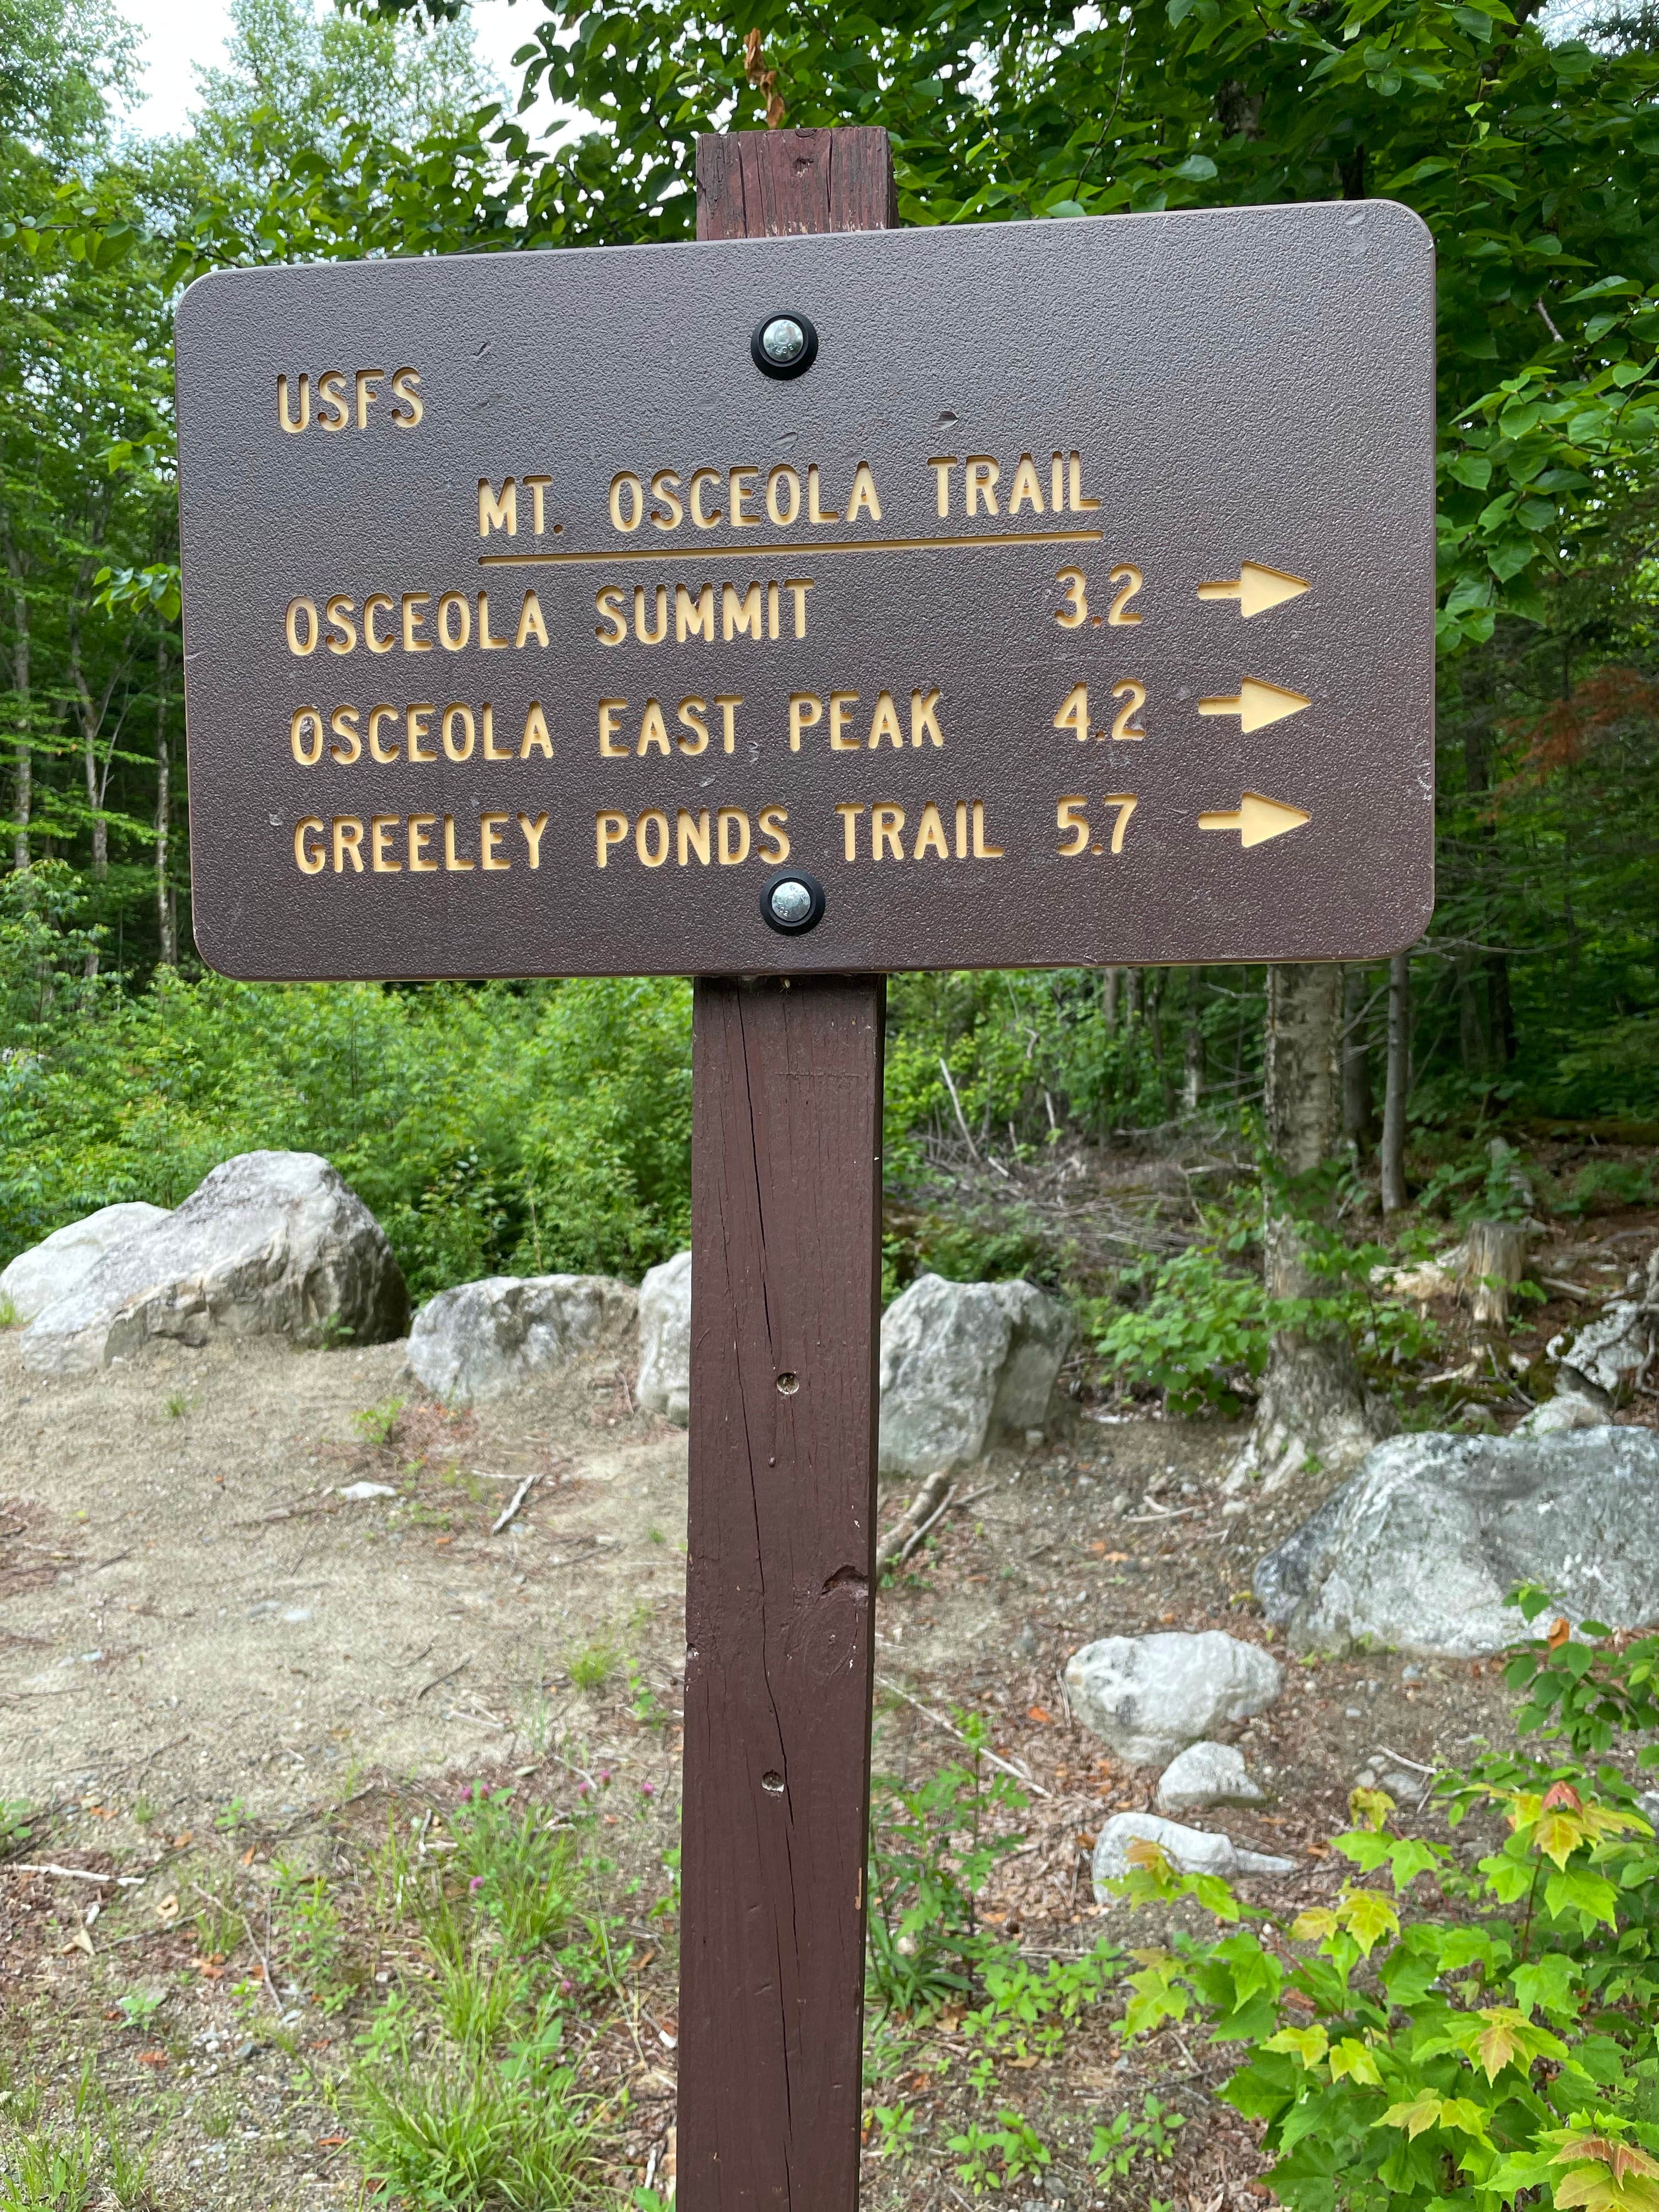 USFS
MT. OSCEOLA TRAIL
OSCEOLA SUMMIT 3.2
OSCEOLA EAST PEAK 4.2
GREELEY PONDS TRAIL 5.7